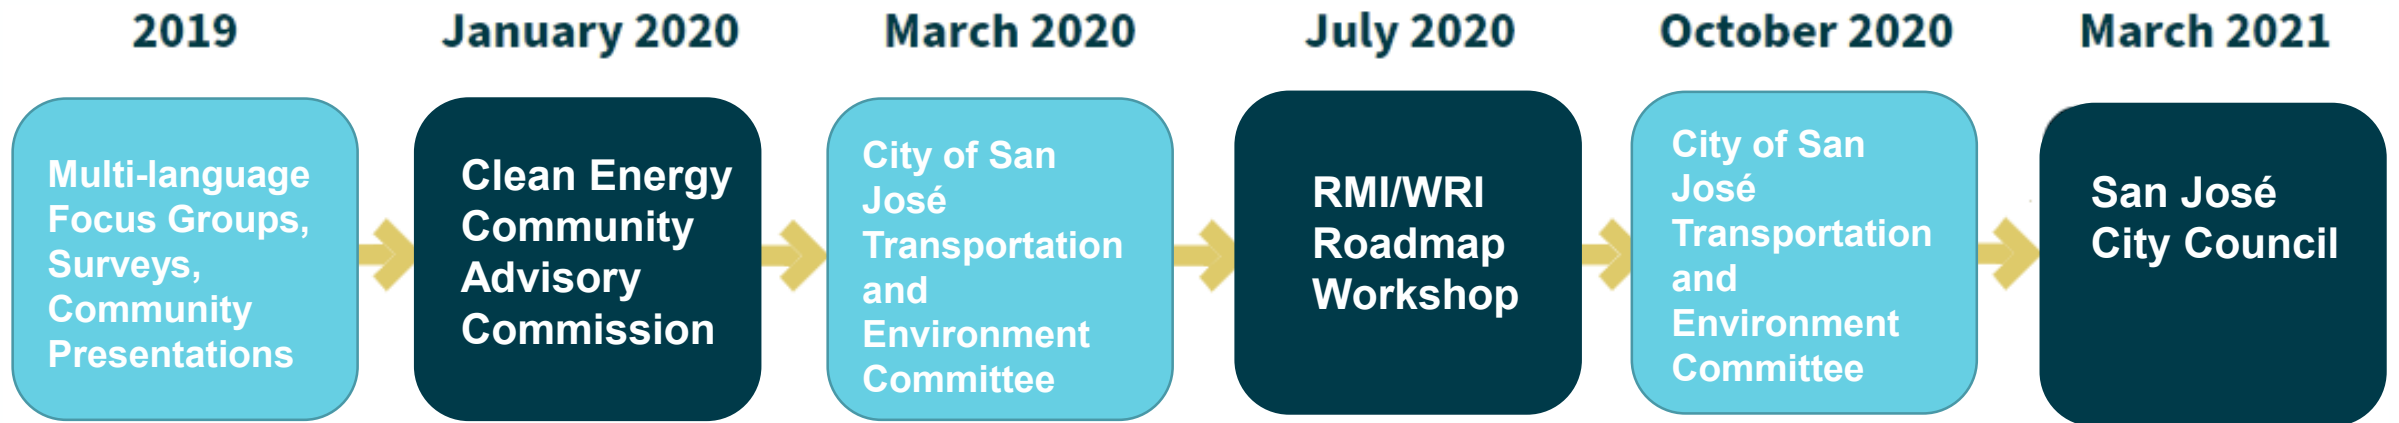 2019
January 2020
March 2020
July 2020
October 2020
March 2021
Multi-language
Focus Groups,
Surveys,
Community
Presentations
Clean Energy
Community
Advisory
Commission
City of San
José
Transportation
and
Environment
Committee
RMI/WRI
Roadmap
Workshop
City of San
José
Transportation
and
Environment
Committee
San José
City Council